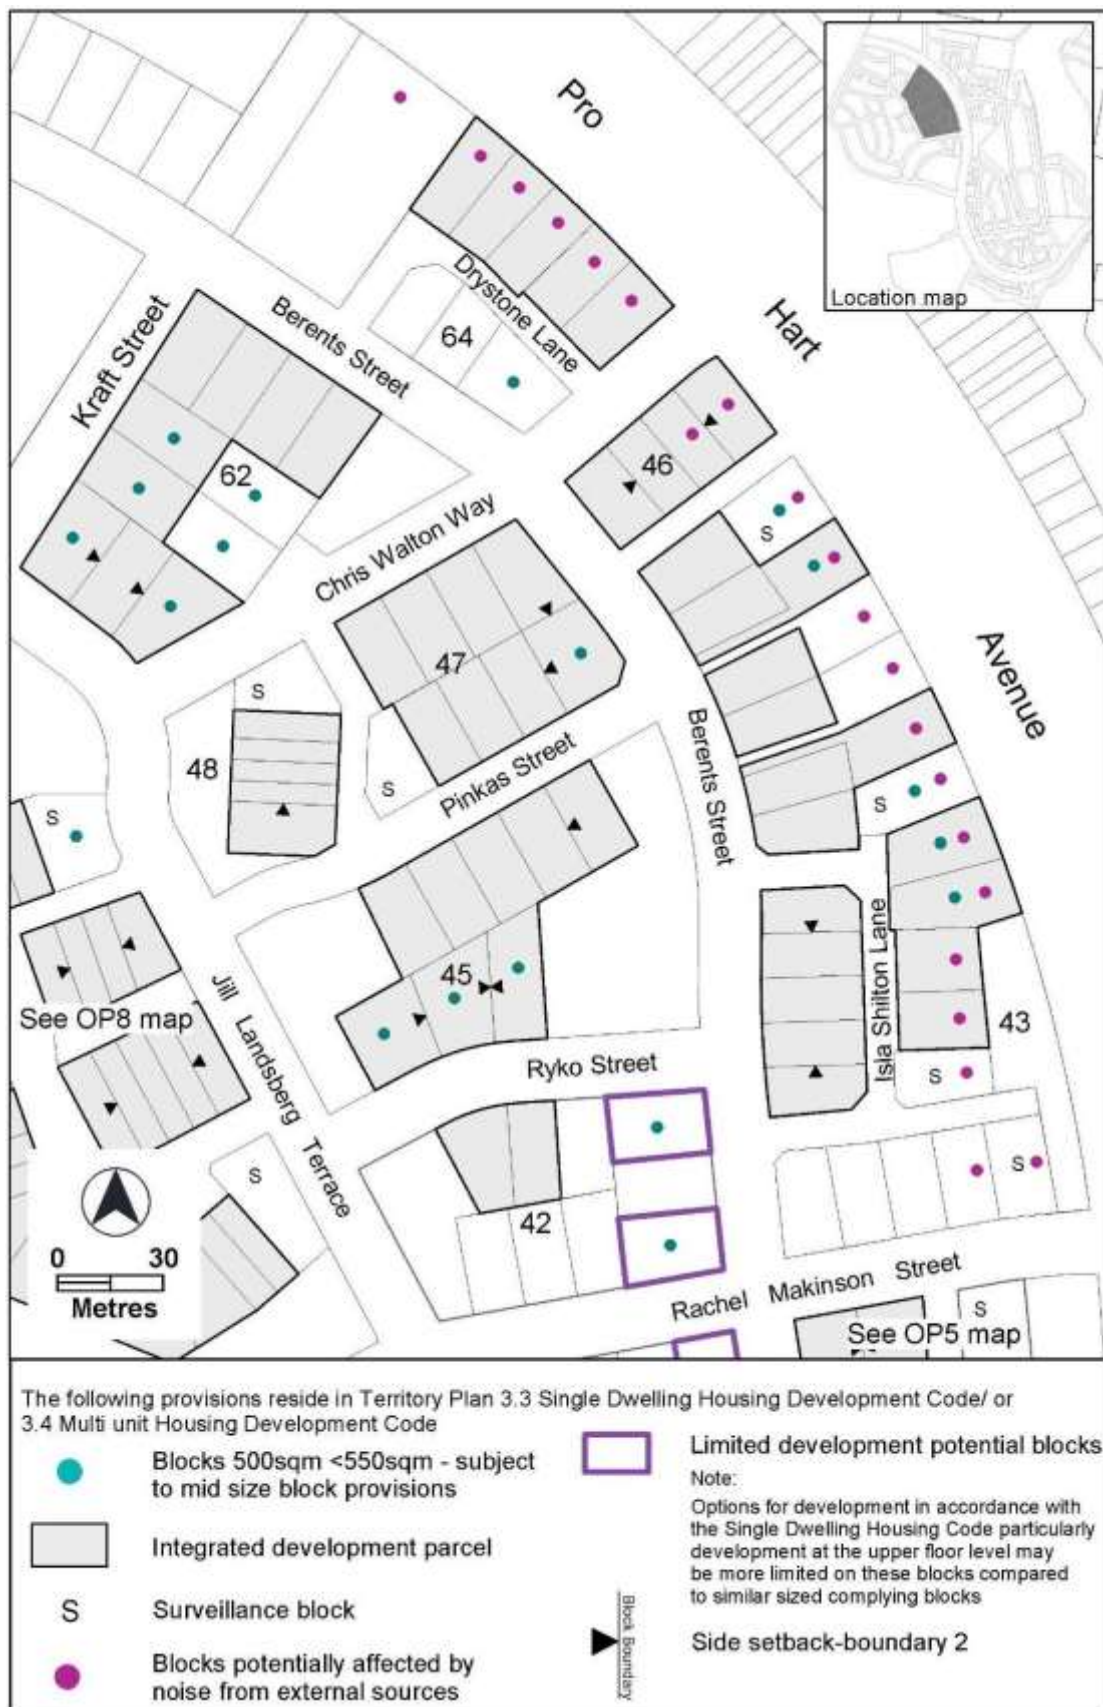 Pro
Hart
Avenue
Location map
Drystone Lane
64
Berents Street
Kraft Street
62
46
S
Chris Walton Way
47
S
48
S
Pinkas Street
Berents Street
S
S
45
See OP8 map
Jill Landsberg Terrace
Isla Shilton Lane
43
S
Ryko Street
S
S
42
0 30
Metres
Rachel Makinson Street
S
See OP5 map
The following provisions reside in Territory Plan 3.3 Single Dwelling Housing Development Code/ or
3.4 Multi unit Housing Development Code
Blocks 500sqm <550sqm - subject
to mid size block provisions
Integrated development parcel
S Surveillance block
Blocks potentially affected by
noise from external sources
Limited development potential blocks
Note:
Options for development in accordance with
the Single Dwelling Housing Code particularly
development at the upper floor level may
be more limited on these blocks compared
to similar sized complying blocks
Block Boundary
Side setback-boundary 2